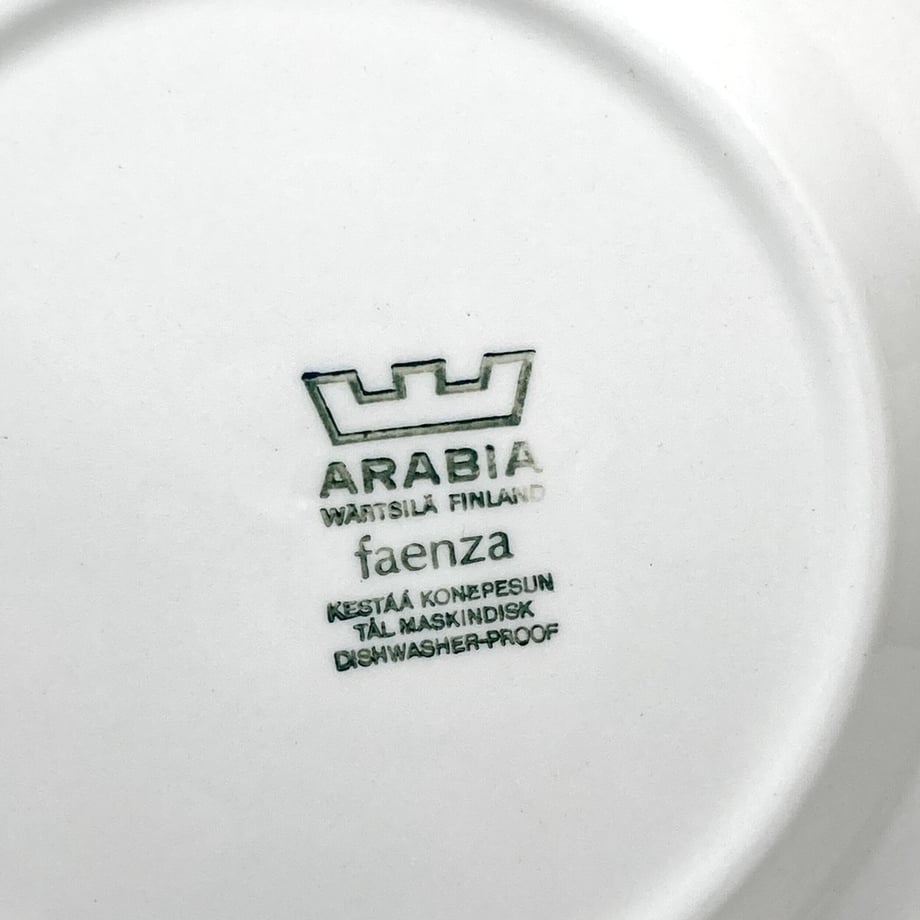 ARABIA
WÄRTSILÄ FINLAND
faenza
KESTÄÄ KONEPESUN
TÅL MASKINDISK
DISHWASHER-PROOF